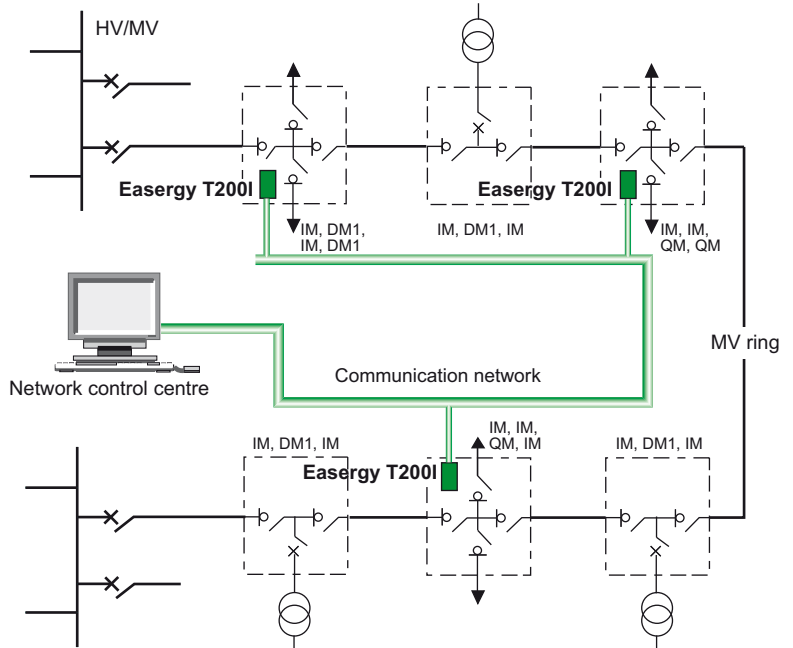 HV/MV
Easergy T200I
Easergy T200I
IM, DM1,
IM, DM1
IM, DM1, IM
IM, IM,
QM, QM
MV ring
Network control centre
Communication network
IM, DM1, IM
IM, IM,
QM, IM
IM, DM1, IM
Easergy T200I